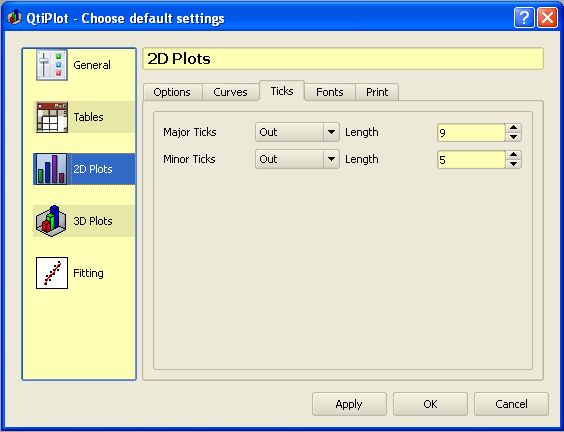 QtiPlot - Choose default settings
General
Tables
2D Plots
3D Plots
Fitting
2D Plots
Options Curves Ticks Fonts Print
Major Ticks Out Length 9
Minor Ticks Out Length 5
Apply OK Cancel